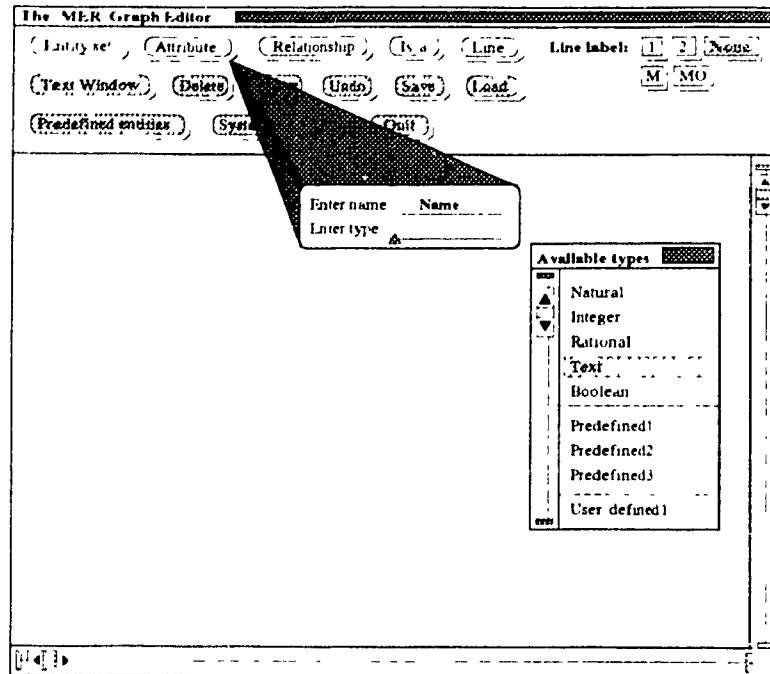 The MER Graph Editor
Entity set Attribute Relationship Is a Line Line label: 1 2 None
Text Window Delete Undo Save Load M MO
Predefined entities Quit
Enter name Name
Enter type
Available types
Natural
Integer
Rational
Text
Boolean
Predefined1
Predefined2
Predefined3
User defined1